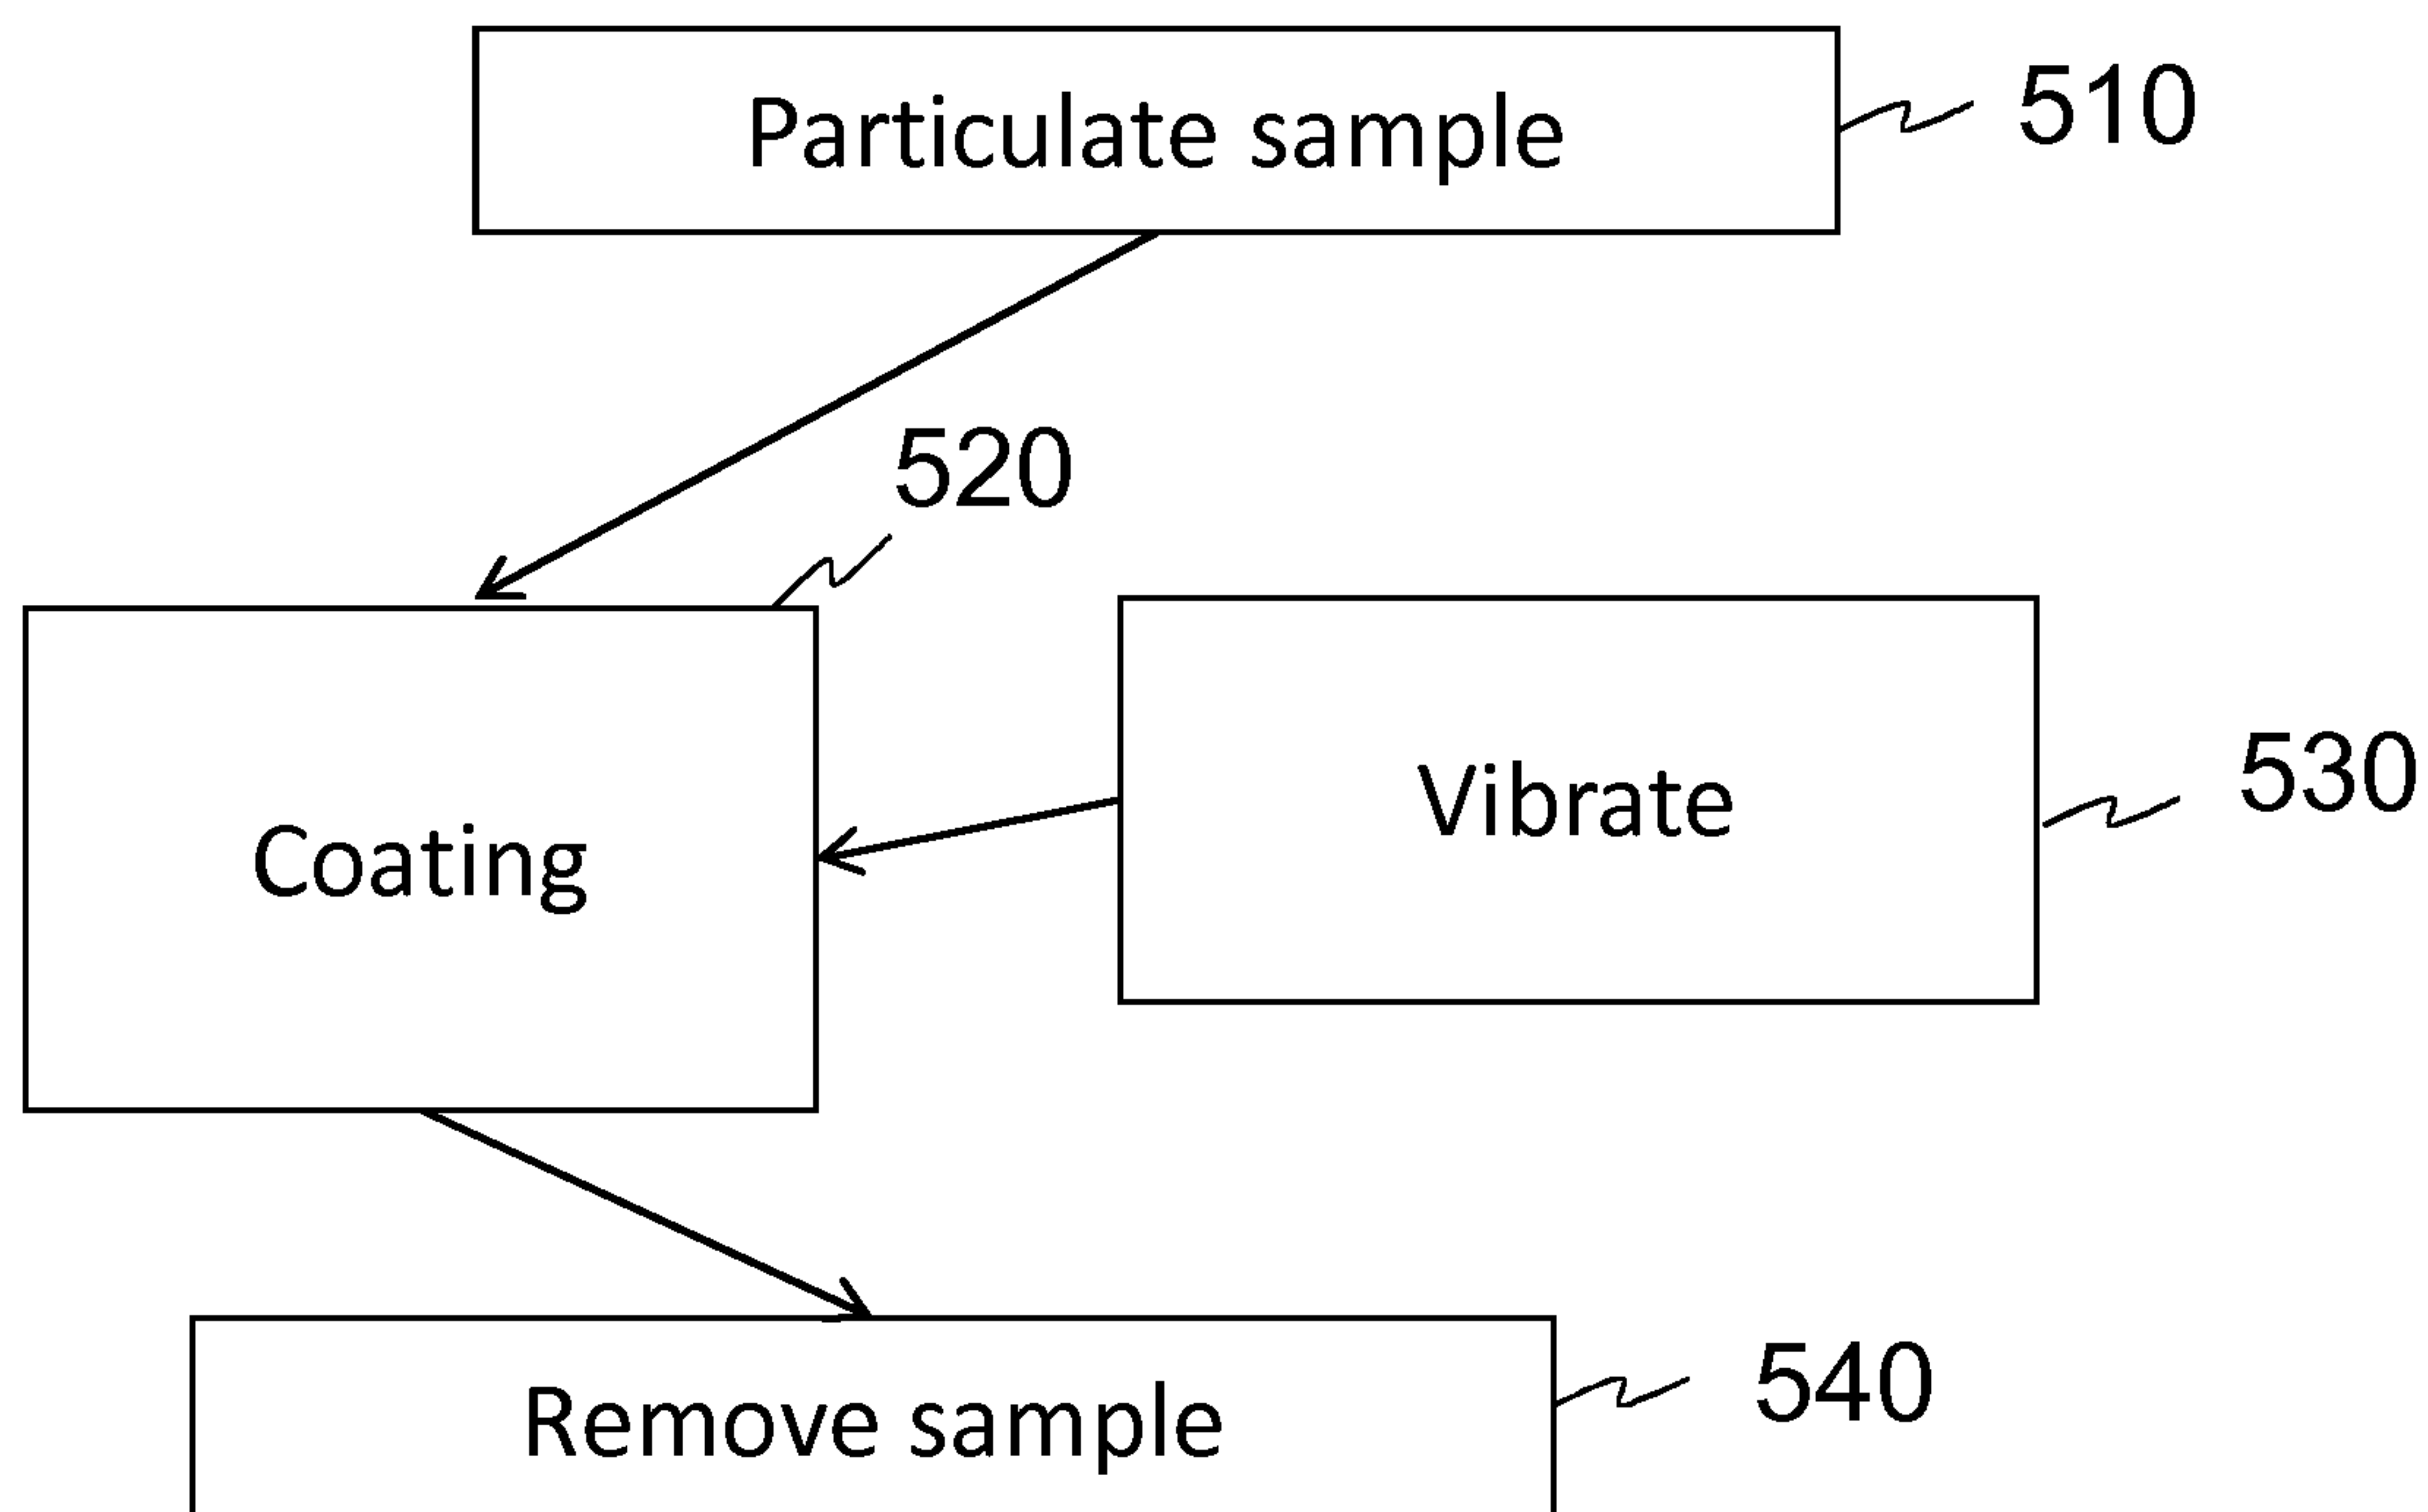 Particulate sample
510
520
Coating
Vibrate
530
Remove sample
540